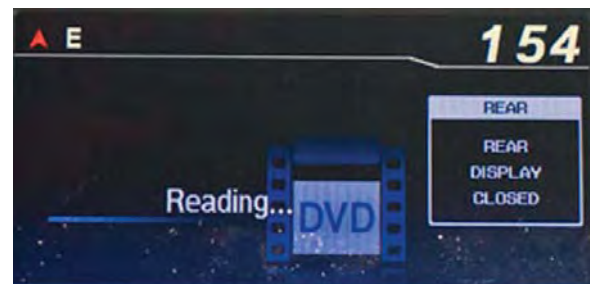 E
154
REAR
REAR
DISPLAY
CLOSED
Reading...
DVD